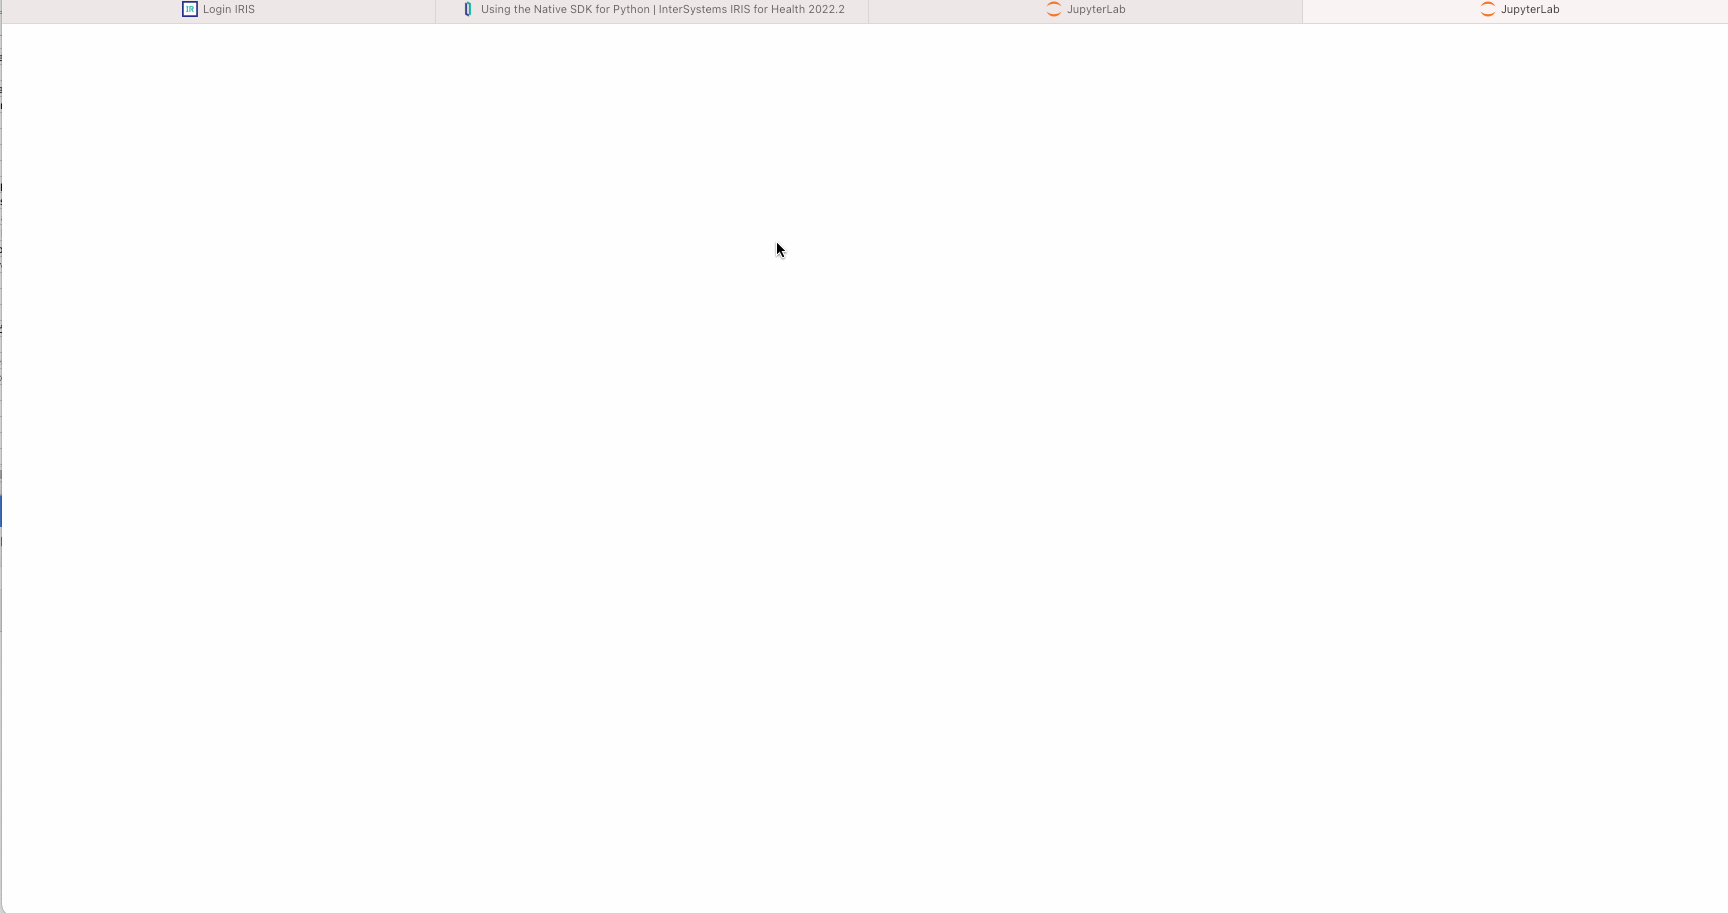 IR Login IRIS
Using the Native SDK for Python | InterSystems IRIS for Health 2022.2
JupyterLab
JupyterLab